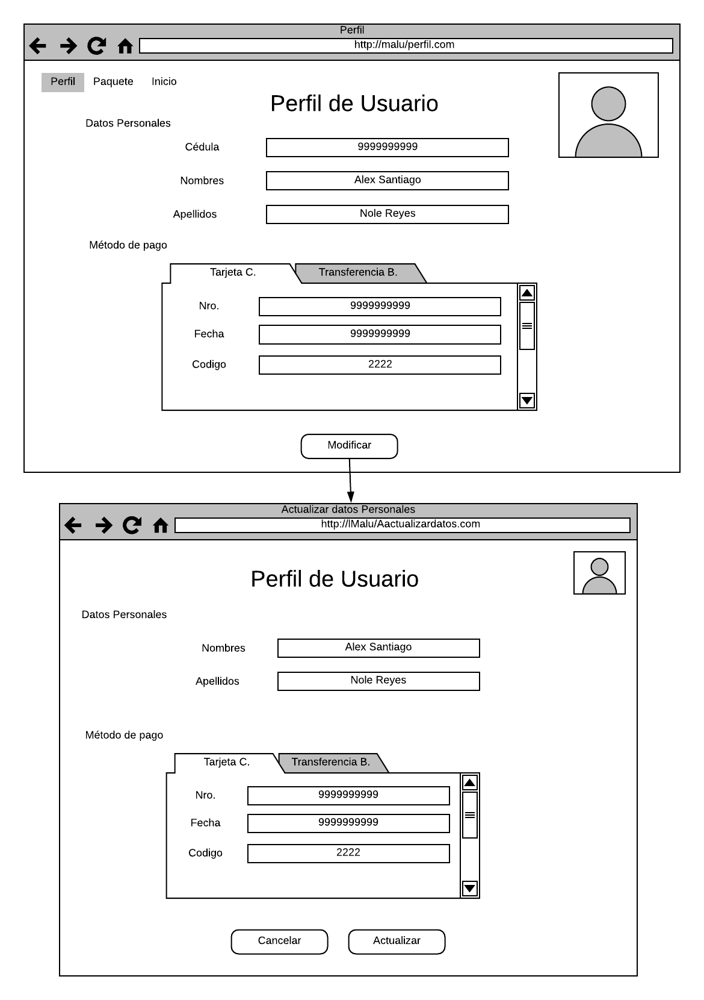 Perfil
http://malu/perfil.com
Perfil Paquete Inicio
Perfil de Usuario
Datos Personales
Cédula 9999999999
Nombres Alex Santiago
Apellidos Nole Reyes
Método de pago
Tarjeta C. Transferencia B.
Nro. 9999999999
Fecha 9999999999
Codigo 2222
Modificar
Actualizar datos Personales
http://lMalu/Aactualizardatos.com
Perfil de Usuario
Datos Personales
Nombres Alex Santiago
Apellidos Nole Reyes
Método de pago
Tarjeta C. Transferencia B.
Nro. 9999999999
Fecha 9999999999
Codigo 2222
Cancelar Actualizar